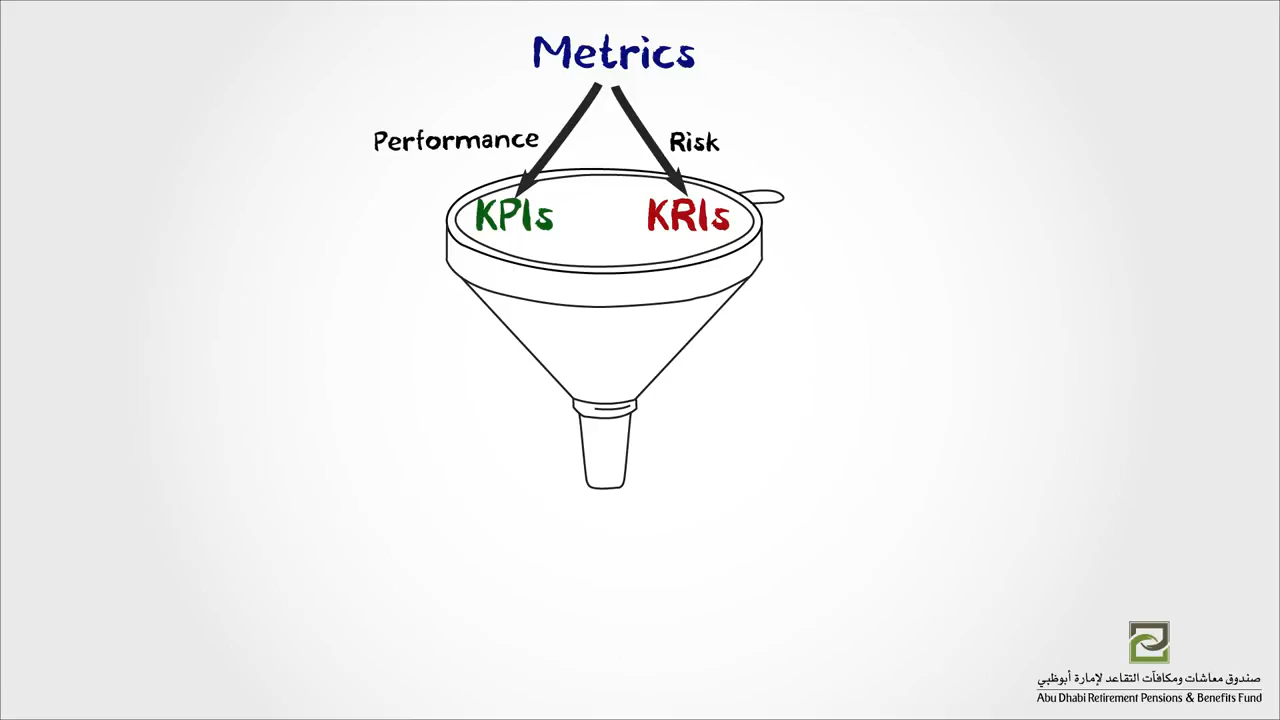 Metrics
Performance
Risk
KPIs
KRIs
صندوق معاشات ومكافآت التقاعد لإمارة أبوظبي
Abu Dhabi Retirement Pensions & Benefits Fund